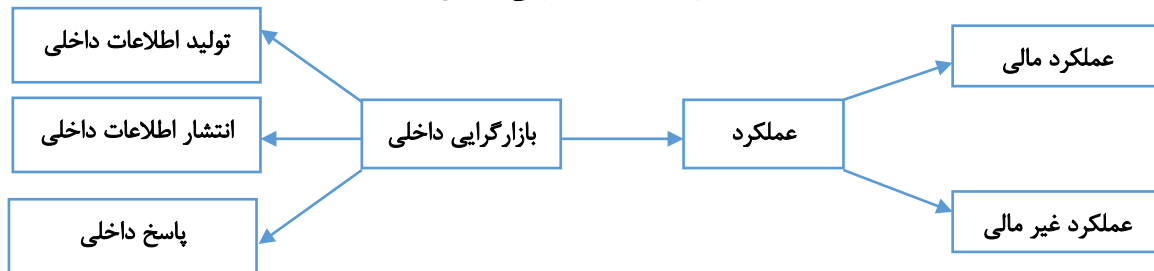 تولید اطلاعات داخلی
انتشار اطلاعات داخلی
پاسخ داخلی
بازارگرایی داخلی
عملکرد
عملکرد مالی
عملکرد غیر مالی